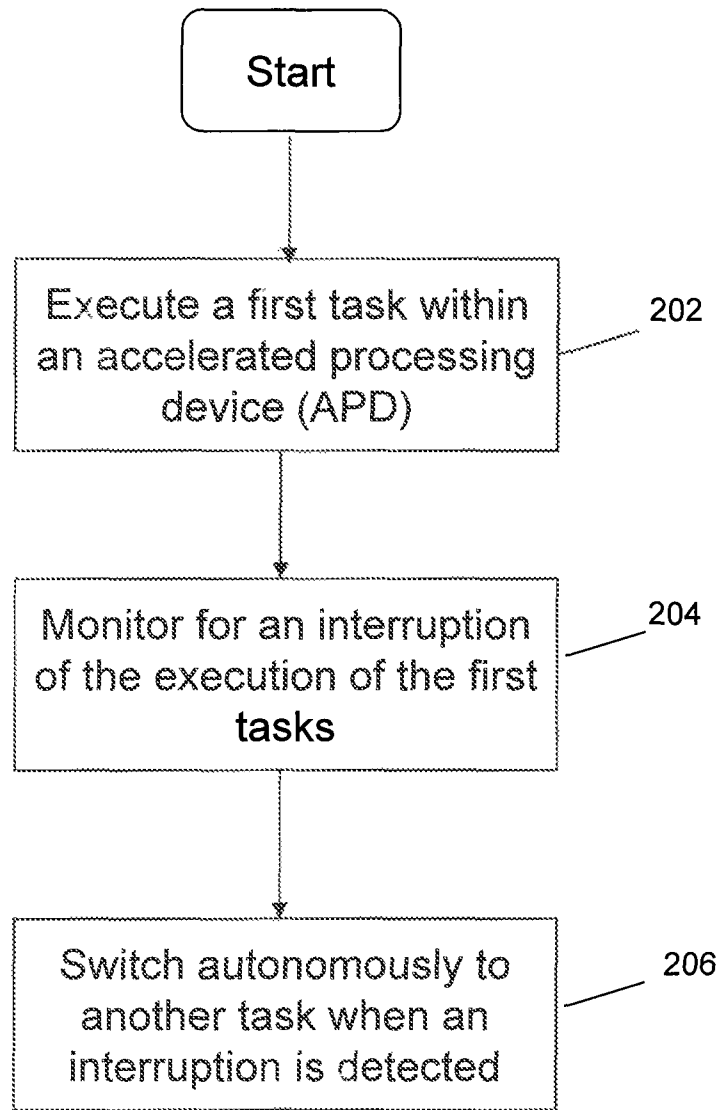 Start
Execute a first task within
an accelerated processing
device (APD)
202
Monitor for an interruption
of the execution of the first
tasks
204
Switch autonomously to
another task when an
interruption is detected
206